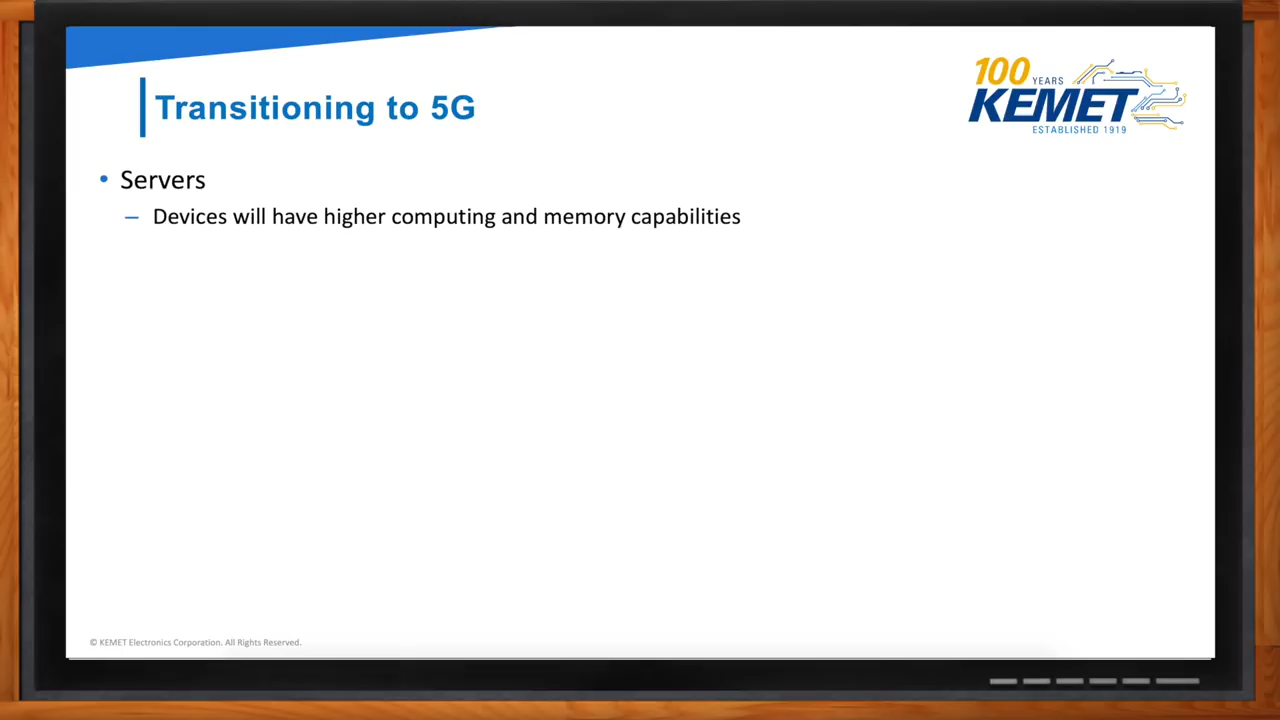 Transitioning to 5G
100 YEARS
KEMET
ESTABLISHED 1919
• Servers
– Devices will have higher computing and memory capabilities
© KEMET Electronics Corporation. All Rights Reserved.